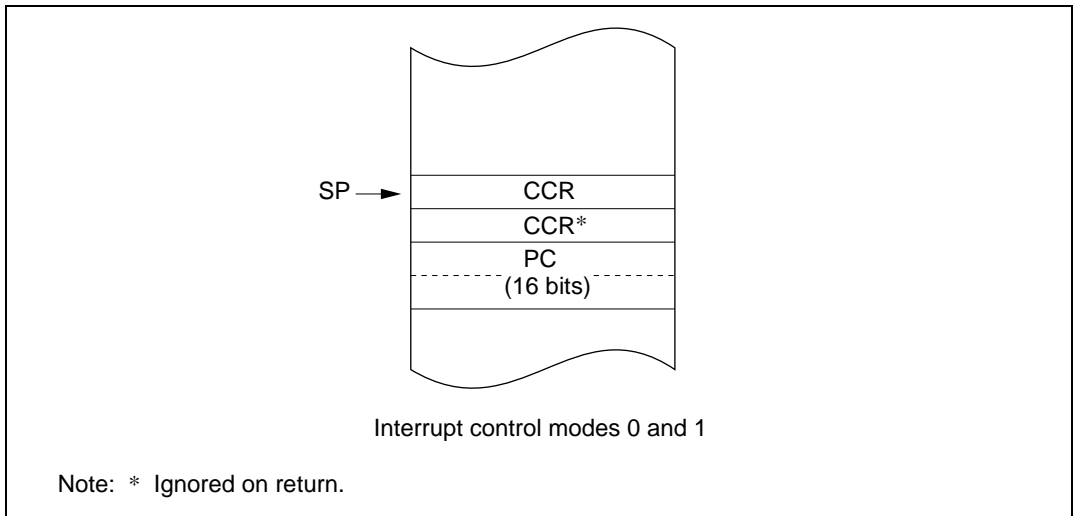 SP
CCR
CCR*
PC
(16 bits)
Interrupt control modes 0 and 1
Note: * Ignored on return.